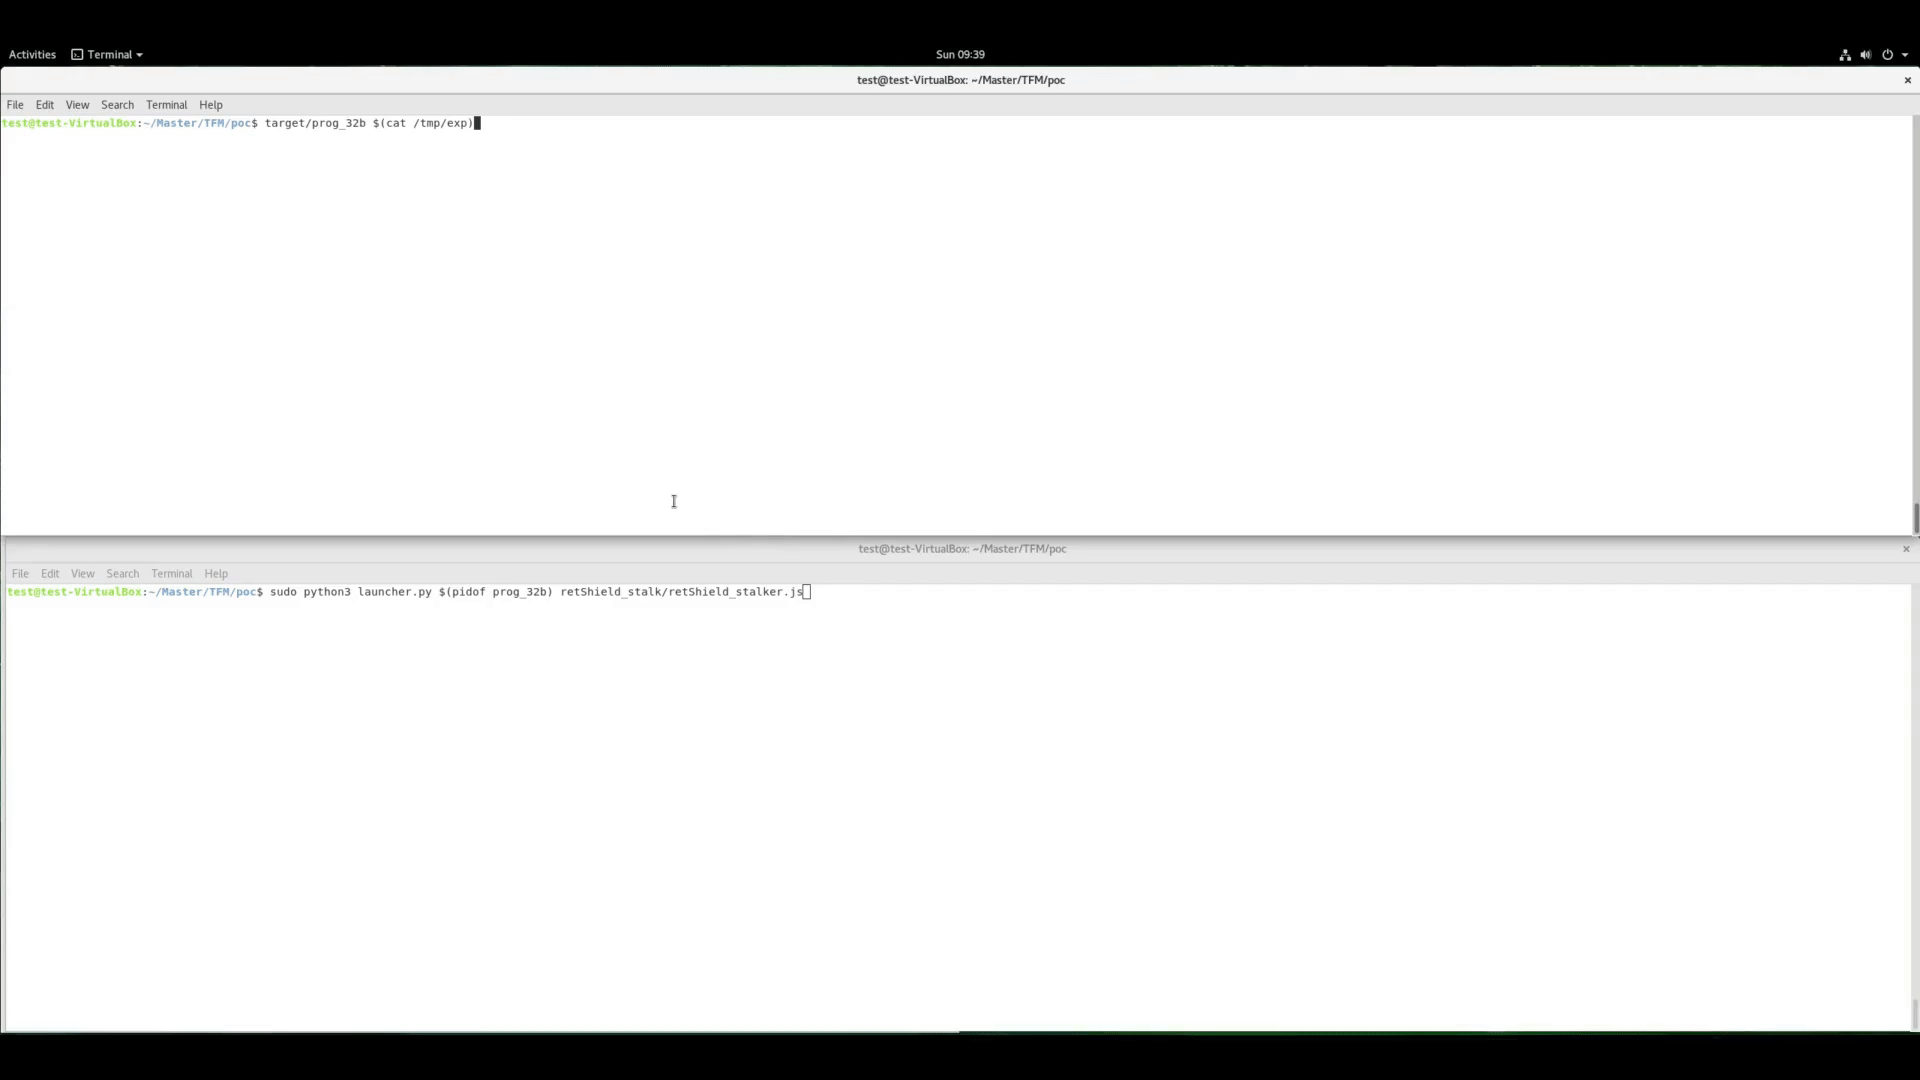 Activities Terminal Sun 09:39
test@test-VirtualBox: ~/Master/TFM/poc
File Edit View Search Terminal Help
test@test-VirtualBox:~/Master/TFM/poc$ target/prog_32b $(cat /tmp/exp)
test@test-VirtualBox: ~/Master/TFM/poc
File Edit View Search Terminal Help
test@test-VirtualBox:~/Master/TFM/poc$ sudo python3 launcher.py $(pidof prog_32b) retShield_stalk/retShield_stalker.js